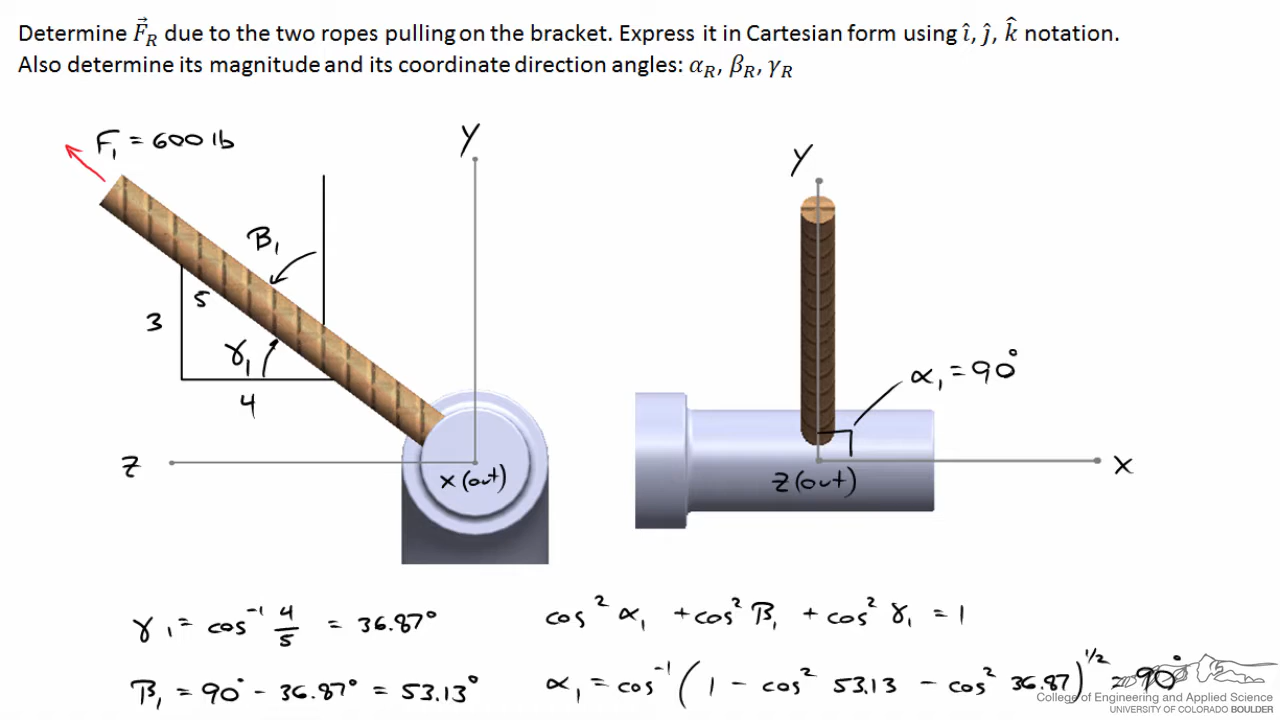 Determine F⃗_R due to the two ropes pulling on the bracket. Express it in Cartesian form using î, ĵ, k̂ notation.
Also determine its magnitude and its coordinate direction angles: α_R, β_R, γ_R
F₁ = 600 lb
Y
β₁
5
3
γ₁
4
Z
x (out)
Y
α₁ = 90°
X
Z (out)
γ₁ = cos⁻¹ 4/5 = 36.87°
β₁ = 90° - 36.87° = 53.13°
cos² α₁ + cos² β₁ + cos² γ₁ = 1
α₁ = cos⁻¹ (1 - cos² 53.13 - cos² 36.87)^1/2 = 90°
College of Engineering and Applied Science
UNIVERSITY OF COLORADO BOULDER